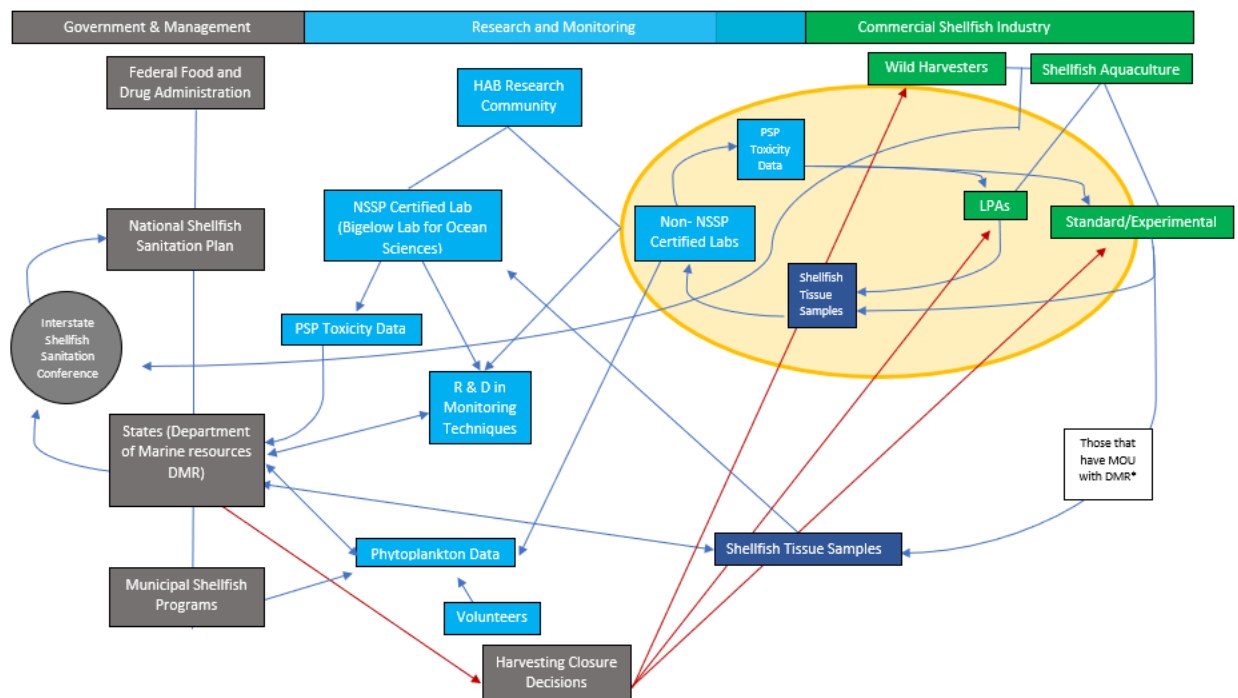 Government & Management
Research and Monitoring
Commercial Shellfish Industry
Federal Food and
Drug Administration
HAB Research
Community
Wild Harvesters
Shellfish Aquaculture
PSP
Toxicity
Data
NSSP Certified Lab
(Bigelow Lab for Ocean
Sciences)
LPAs
National Shellfish
Sanitation Plan
Non- NSSP
Certified Labs
Standard/Experimental
Shellfish
Tissue
Samples
PSP Toxicity Data
Interstate
Shellfish
Sanitation
Conference
R & D in
Monitoring
Techniques
States (Department
of Marine resources
DMR)
Those that
have MOU
with DMR*
Shellfish Tissue Samples
Phytoplankton Data
Municipal Shellfish
Programs
Volunteers
Harvesting Closure
Decisions